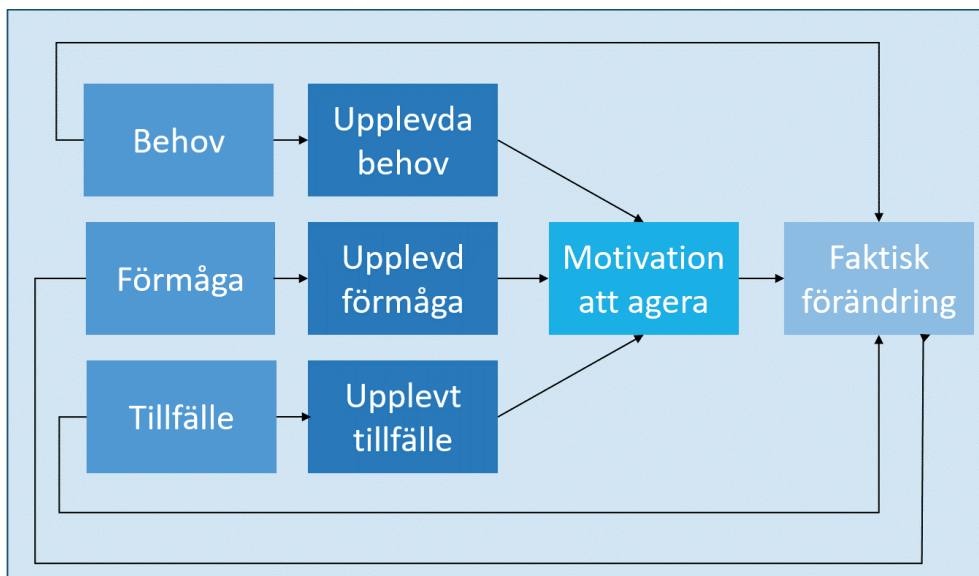 Behov
Upplevda
behov
Förmåga
Upplevd
förmåga
Motivation
att agera
Faktisk
förändring
Tillfälle
Upplevt
tillfälle